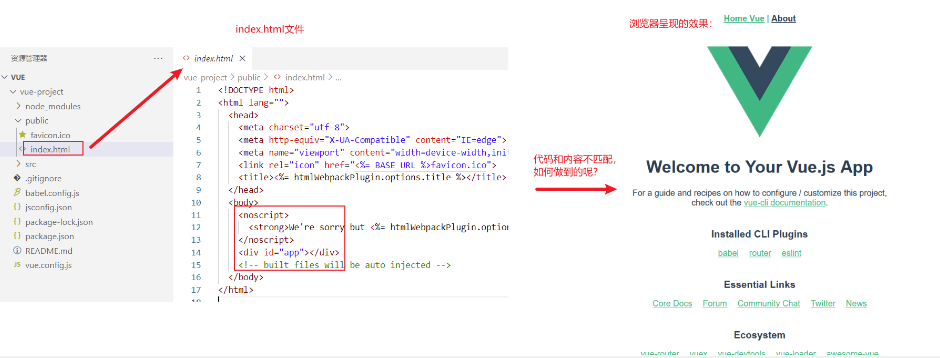 index.html文件
浏览器呈现的效果:
Home Vue | About
资源管理器 ···
VUE
vue-project
node_modules
public
favicon.ico
index.html
src
.gitignore
babel.config.js
jsconfig.json
package-lock.json
package.json
README.md
vue.config.js
index.html ×
vue-project > public > index.html > ...
1 <!DOCTYPE html>
2 <html lang="">
3 <head>
4 <meta charset="utf-8">
5 <meta http-equiv="X-UA-Compatible" content="IE=edge">
6 <meta name="viewport" content="width=device-width,init
7 <link rel="icon" href="<%= BASE_URL %>favicon.ico">
8 <title><%= htmlWebpackPlugin.options.title %></title>
9 </head>
10 <body>
11 <noscript>
12 <strong>We're sorry but <%= htmlWebpackPlugin.option
13 </noscript>
14 <div id="app"></div>
15 <!-- built files will be auto injected -->
16 </body>
17 </html>
18
代码和内容不匹配，
如何做到的呢?
Welcome to Your Vue.js App
For a guide and recipes on how to configure / customize this project,
check out the vue-cli documentation.
Installed CLI Plugins
babel router eslint
Essential Links
Core Docs Forum Community Chat Twitter News
Ecosystem
vue-router vuex vue-devtools vue-loader awesome-vue